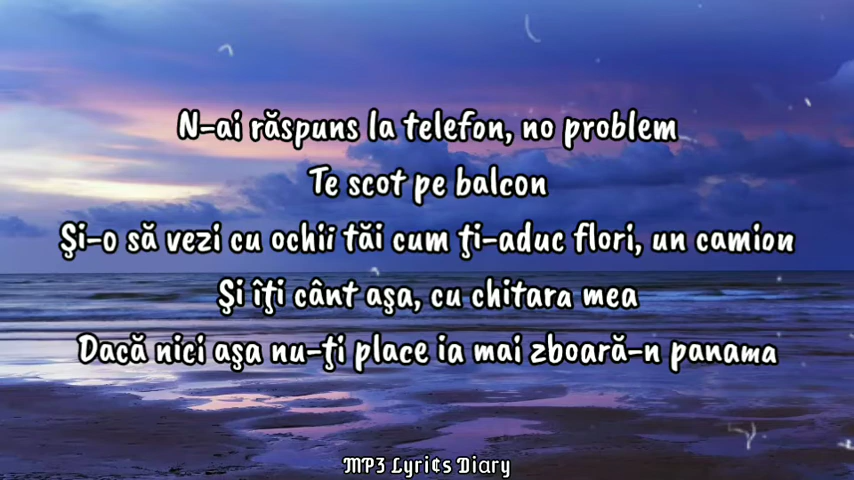 N-ai răspuns la telefon, no problem
Te scot pe balcon
Şi-o să vezi cu ochii tăi cum ţi-aduc flori, un camion
Şi îţi cânt aşa, cu chitara mea
Dacă nici aşa nu-ţi place ia mai zboară-n panama
MP3 Lyri¢s Diary